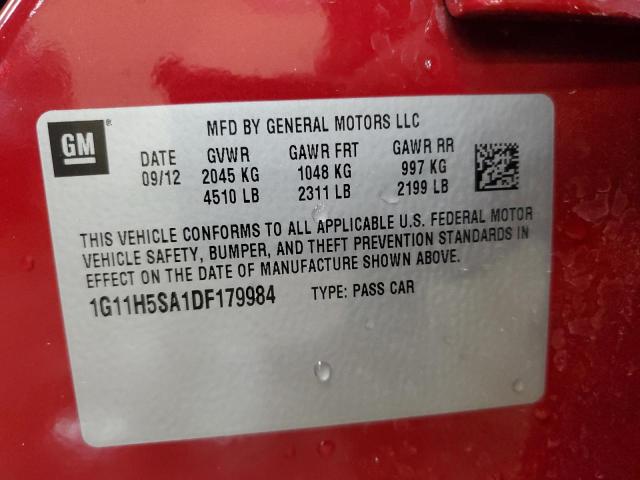 GM ®
MFD BY GENERAL MOTORS LLC
DATE GVWR GAWR FRT GAWR RR
09/12 2045 KG 1048 KG 997 KG
4510 LB 2311 LB 2199 LB
THIS VEHICLE CONFORMS TO ALL APPLICABLE U.S. FEDERAL MOTOR
VEHICLE SAFETY, BUMPER, AND THEFT PREVENTION STANDARDS IN
EFFECT ON THE DATE OF MANUFACTURE SHOWN ABOVE.
1G11H5SA1DF179984 TYPE: PASS CAR